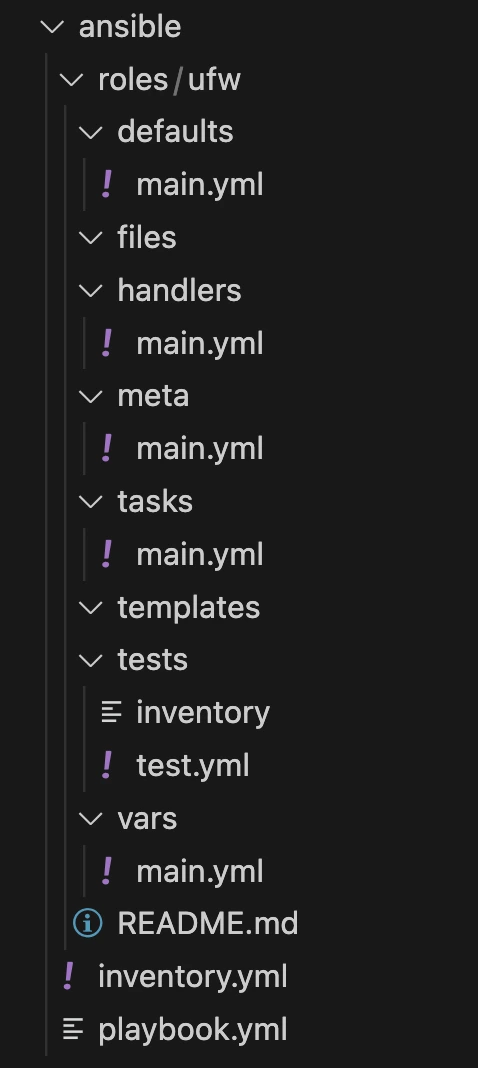 ansible
roles/ufw
defaults
! main.yml
files
handlers
! main.yml
meta
! main.yml
tasks
! main.yml
templates
tests
inventory
! test.yml
vars
! main.yml
README.md
! inventory.yml
playbook.yml